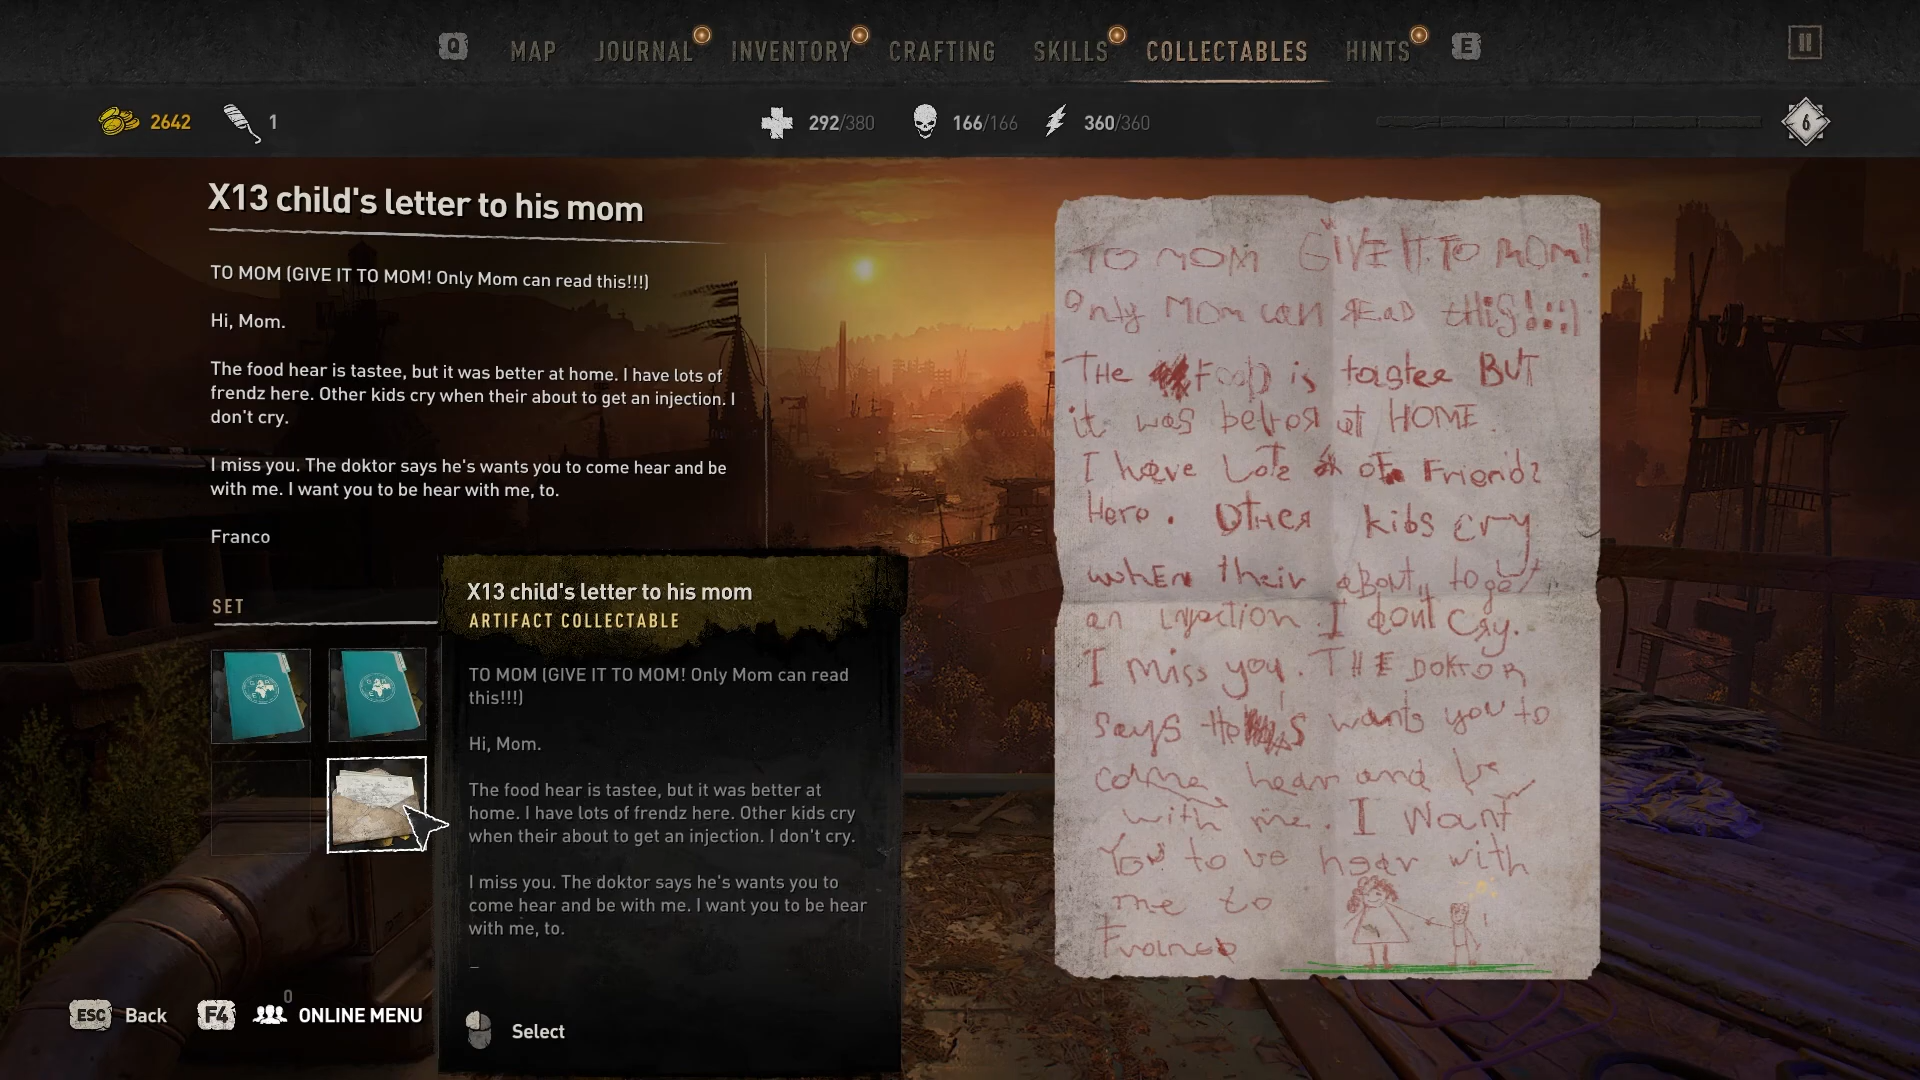 Q
MAP
JOURNAL
INVENTORY
CRAFTING
SKILLS
COLLECTABLES
HINTS
E
2642
1
292/380
166/166
360/360
6
X13 child's letter to his mom
TO MOM (GIVE IT TO MOM! Only Mom can read this!!!)
Hi, Mom.
The food hear is tastee, but it was better at home. I have lots of
frendz here. Other kids cry when their about to get an injection. I
don't cry.
I miss you. The doktor says he's wants you to come hear and be
with me. I want you to be hear with me, to.
Franco
SET
X13 child's letter to his mom
ARTIFACT COLLECTABLE
TO MOM (GIVE IT TO MOM! Only Mom can read
this!!!)
Hi, Mom.
The food hear is tastee, but it was better at
home. I have lots of frendz here. Other kids cry
when their about to get an injection. I don't cry.
I miss you. The doktor says he's wants you to
come hear and be with me. I want you to be hear
with me, to.
_
Select
ESC
Back
F4
0
ONLINE MENU
TO MOM GIVE IT TO MOM!
Only MOM can READ this!!!!
THe FOOD is tastee BUT
it was better at HOME.
I have Lots of Friendz
Here. OtHer kids cry
whEn their aBout to get
an injection. I dont Cry.
I miss you. THE DOKTOR
says He's wants you to
come hear and be
with me. I Want
You to be hear with
me to
Franco